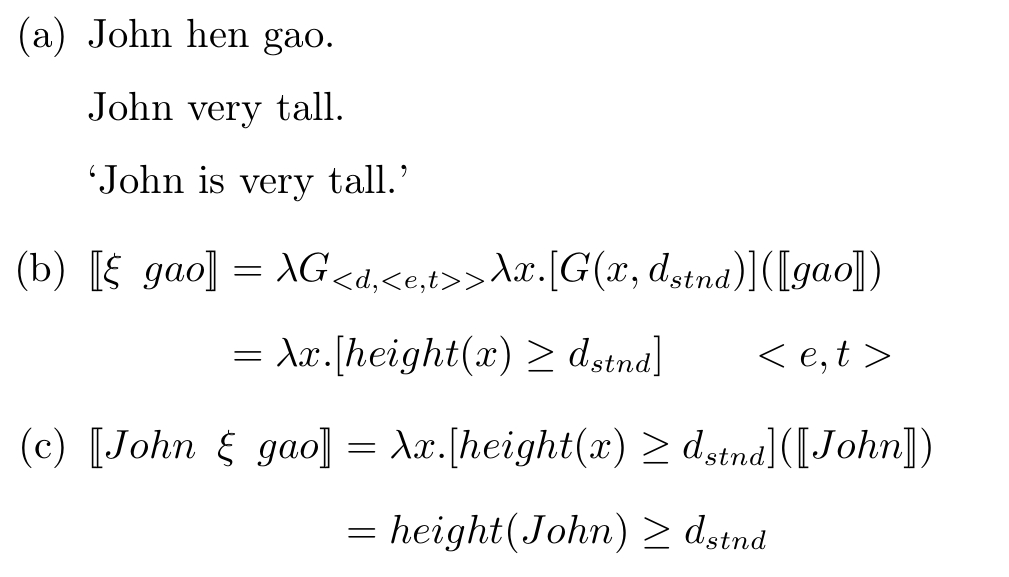 (a) John hen gao.
John very tall.
‘John is very tall.’
(b) ⟦ξ gao⟧ = λG<d,<e,t>>λx.[G(x, dstnd)](⟦gao⟧)
= λx.[height(x) ≥ dstnd] < e, t >
(c) ⟦John ξ gao⟧ = λx.[height(x) ≥ dstnd](⟦John⟧)
= height(John) ≥ dstnd